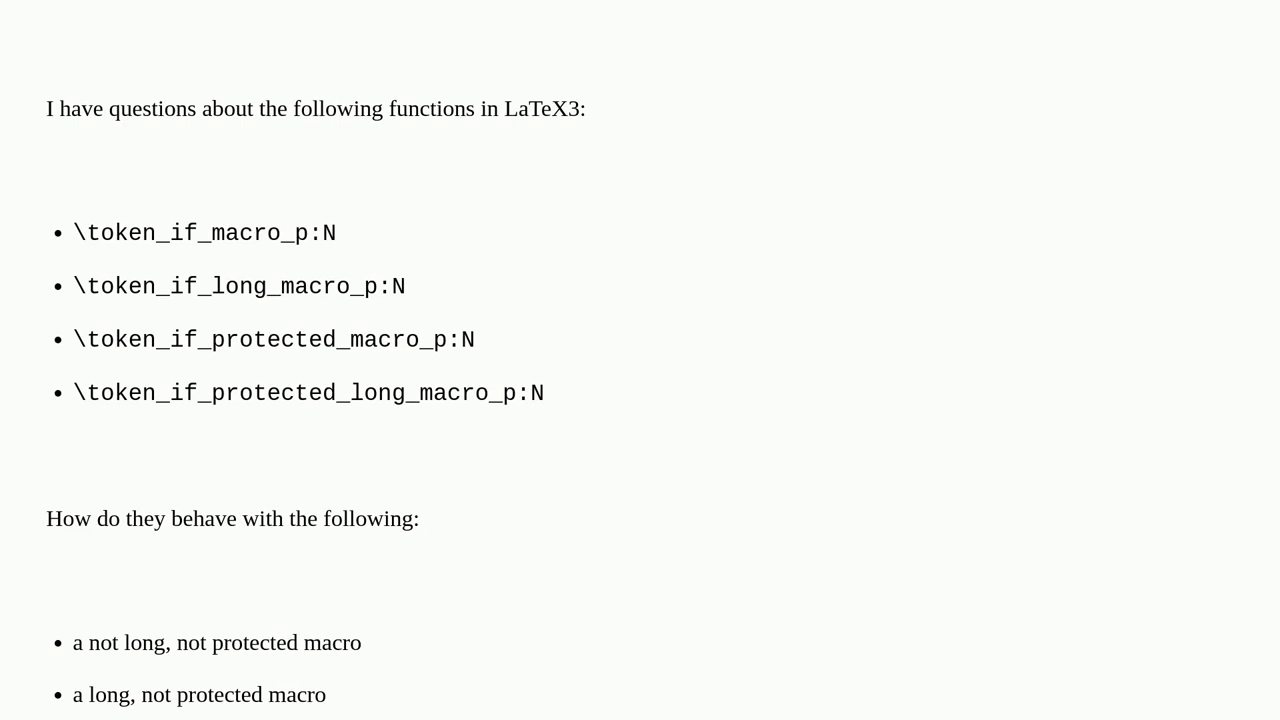 I have questions about the following functions in LaTeX3:
• \token_if_macro_p:N
• \token_if_long_macro_p:N
• \token_if_protected_macro_p:N
• \token_if_protected_long_macro_p:N
How do they behave with the following:
• a not long, not protected macro
• a long, not protected macro